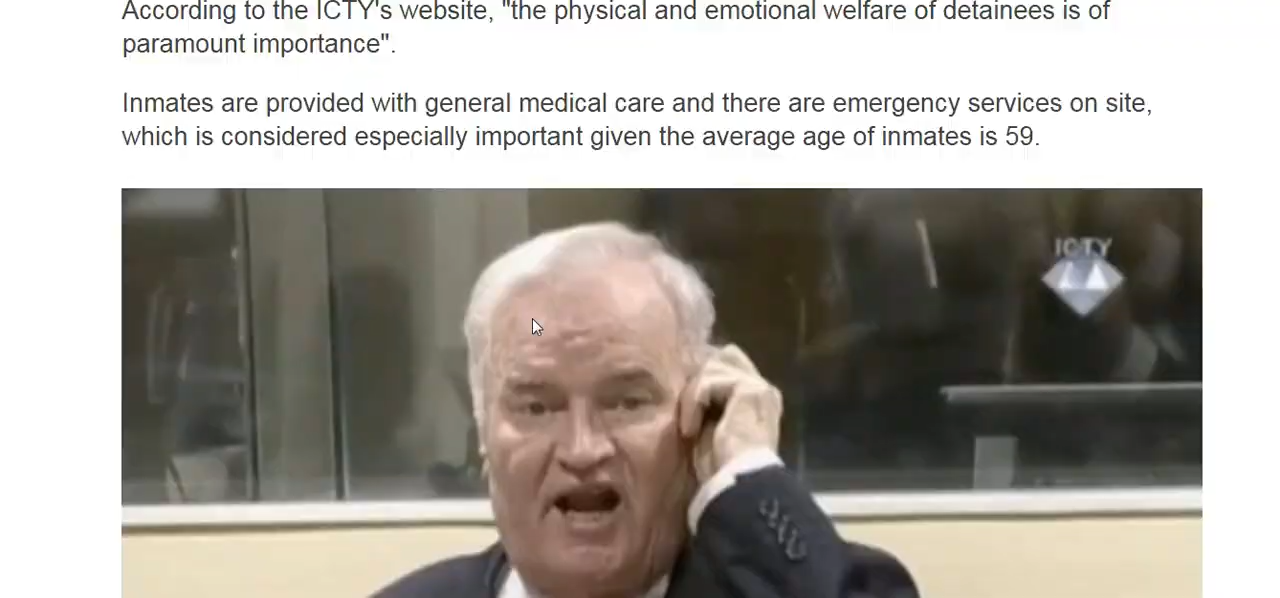 According to the ICTY's website, "the physical and emotional welfare of detainees is of
paramount importance".
Inmates are provided with general medical care and there are emergency services on site,
which is considered especially important given the average age of inmates is 59.
ICTY